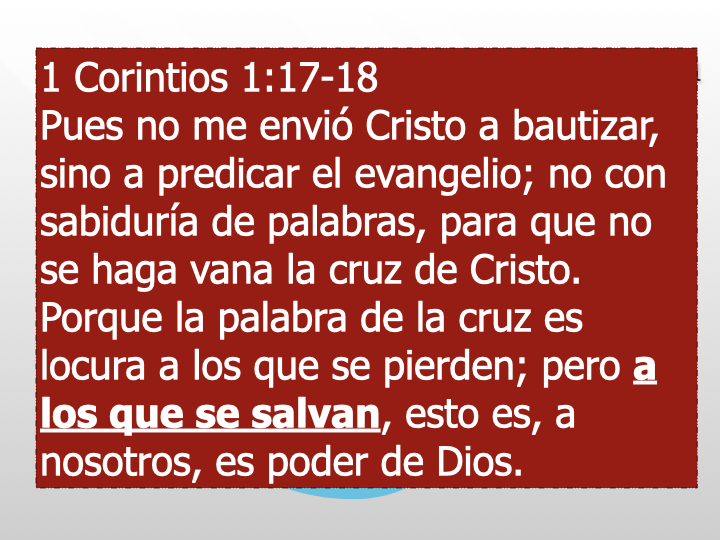 1 Corintios 1:17-18
Pues no me envió Cristo a bautizar,
sino a predicar el evangelio; no con
sabiduría de palabras, para que no
se haga vana la cruz de Cristo.
Porque la palabra de la cruz es
locura a los que se pierden; pero a
los que se salvan, esto es, a
nosotros, es poder de Dios.